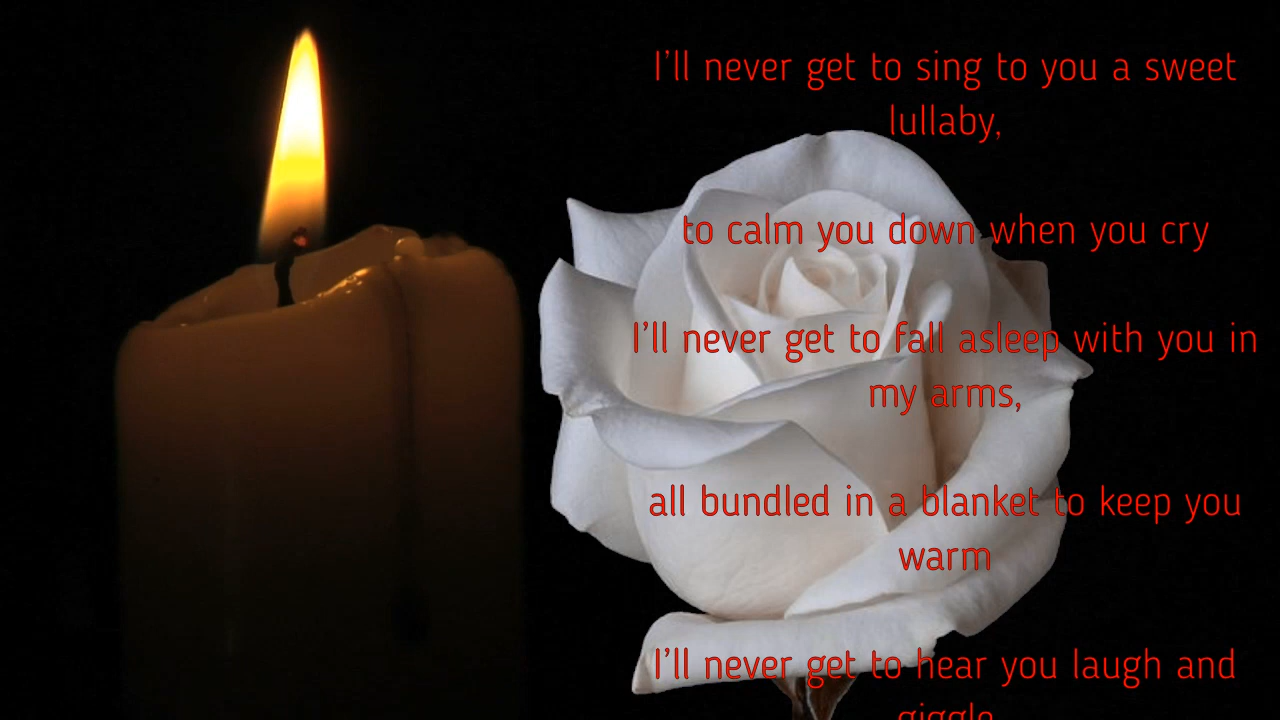 I'll never get to sing to you a sweet
lullaby,
to calm you down when you cry
I'll never get to fall asleep with you in
my arms,
all bundled in a blanket to keep you
warm
I'll never get to hear you laugh and
giggle